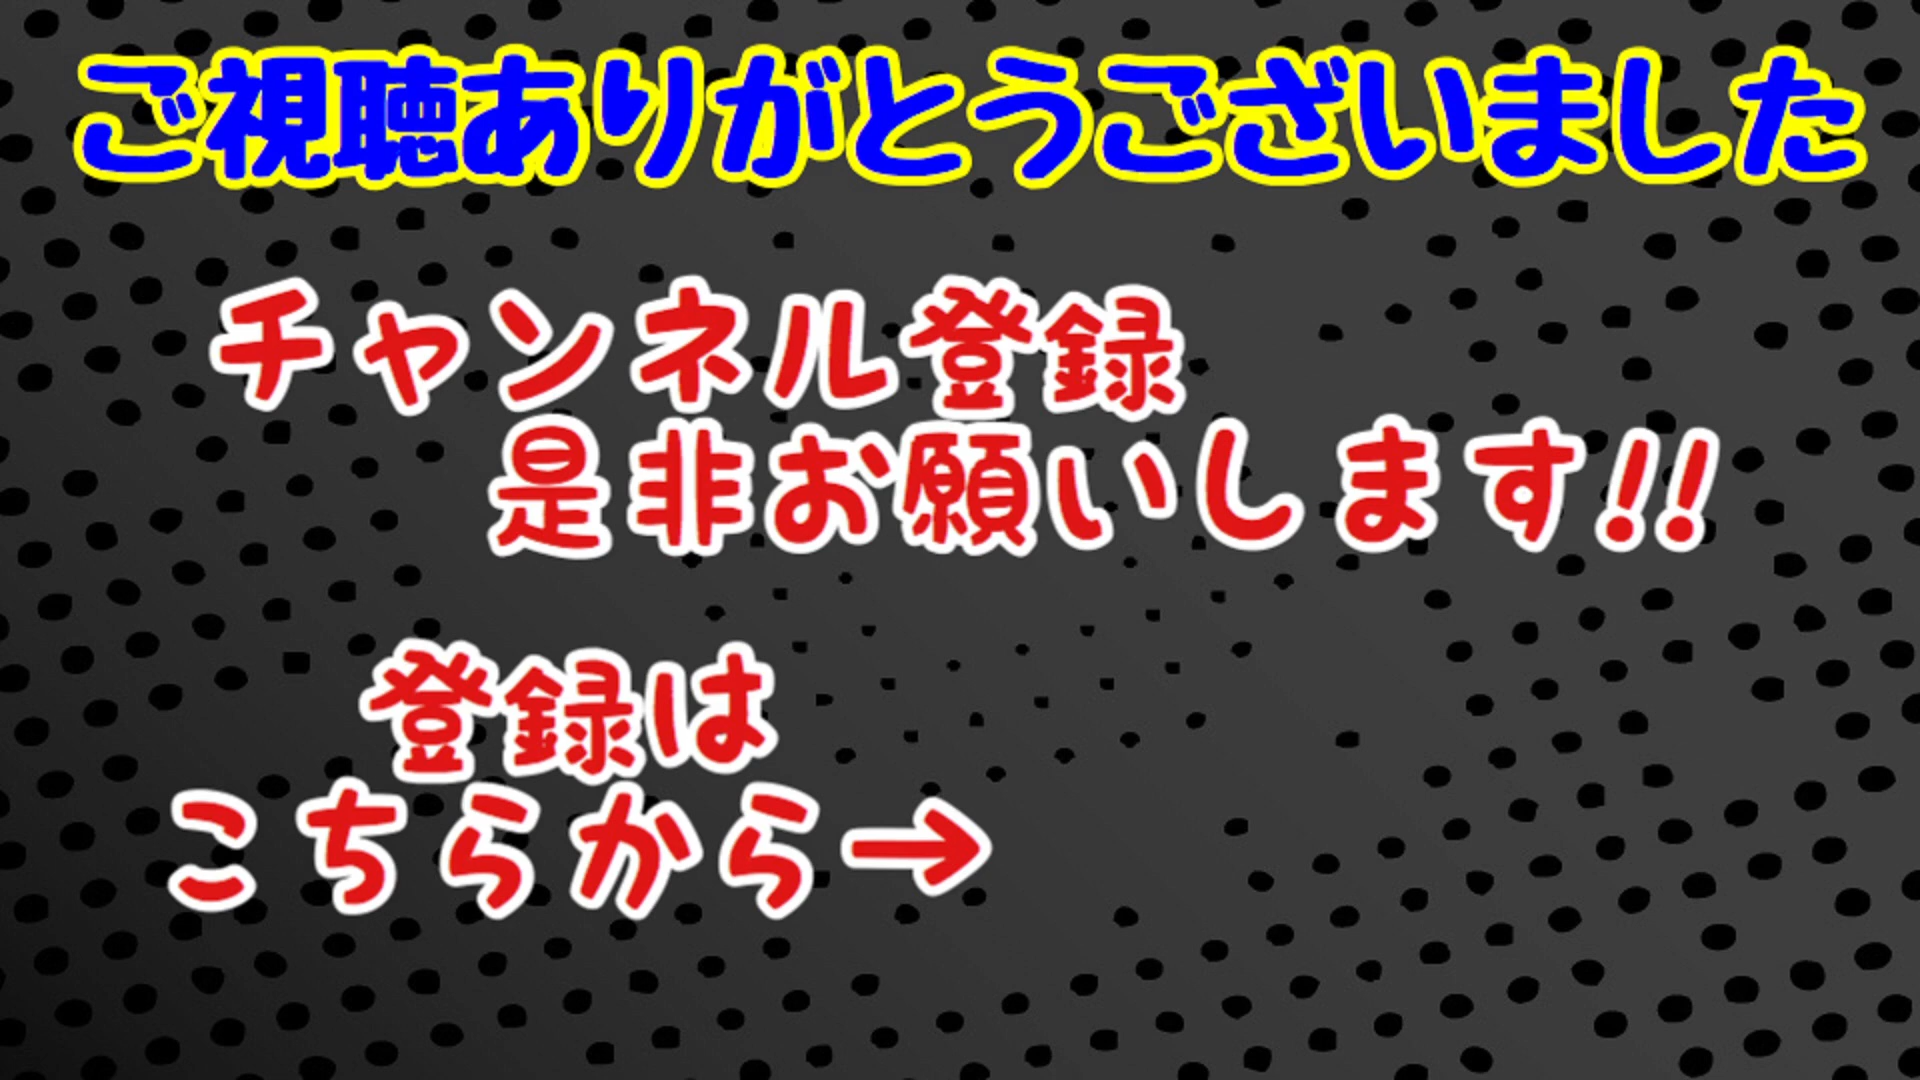 ご視聴ありがとうございました
チャンネル登録
是非お願いします!!
登録は
こちらから→